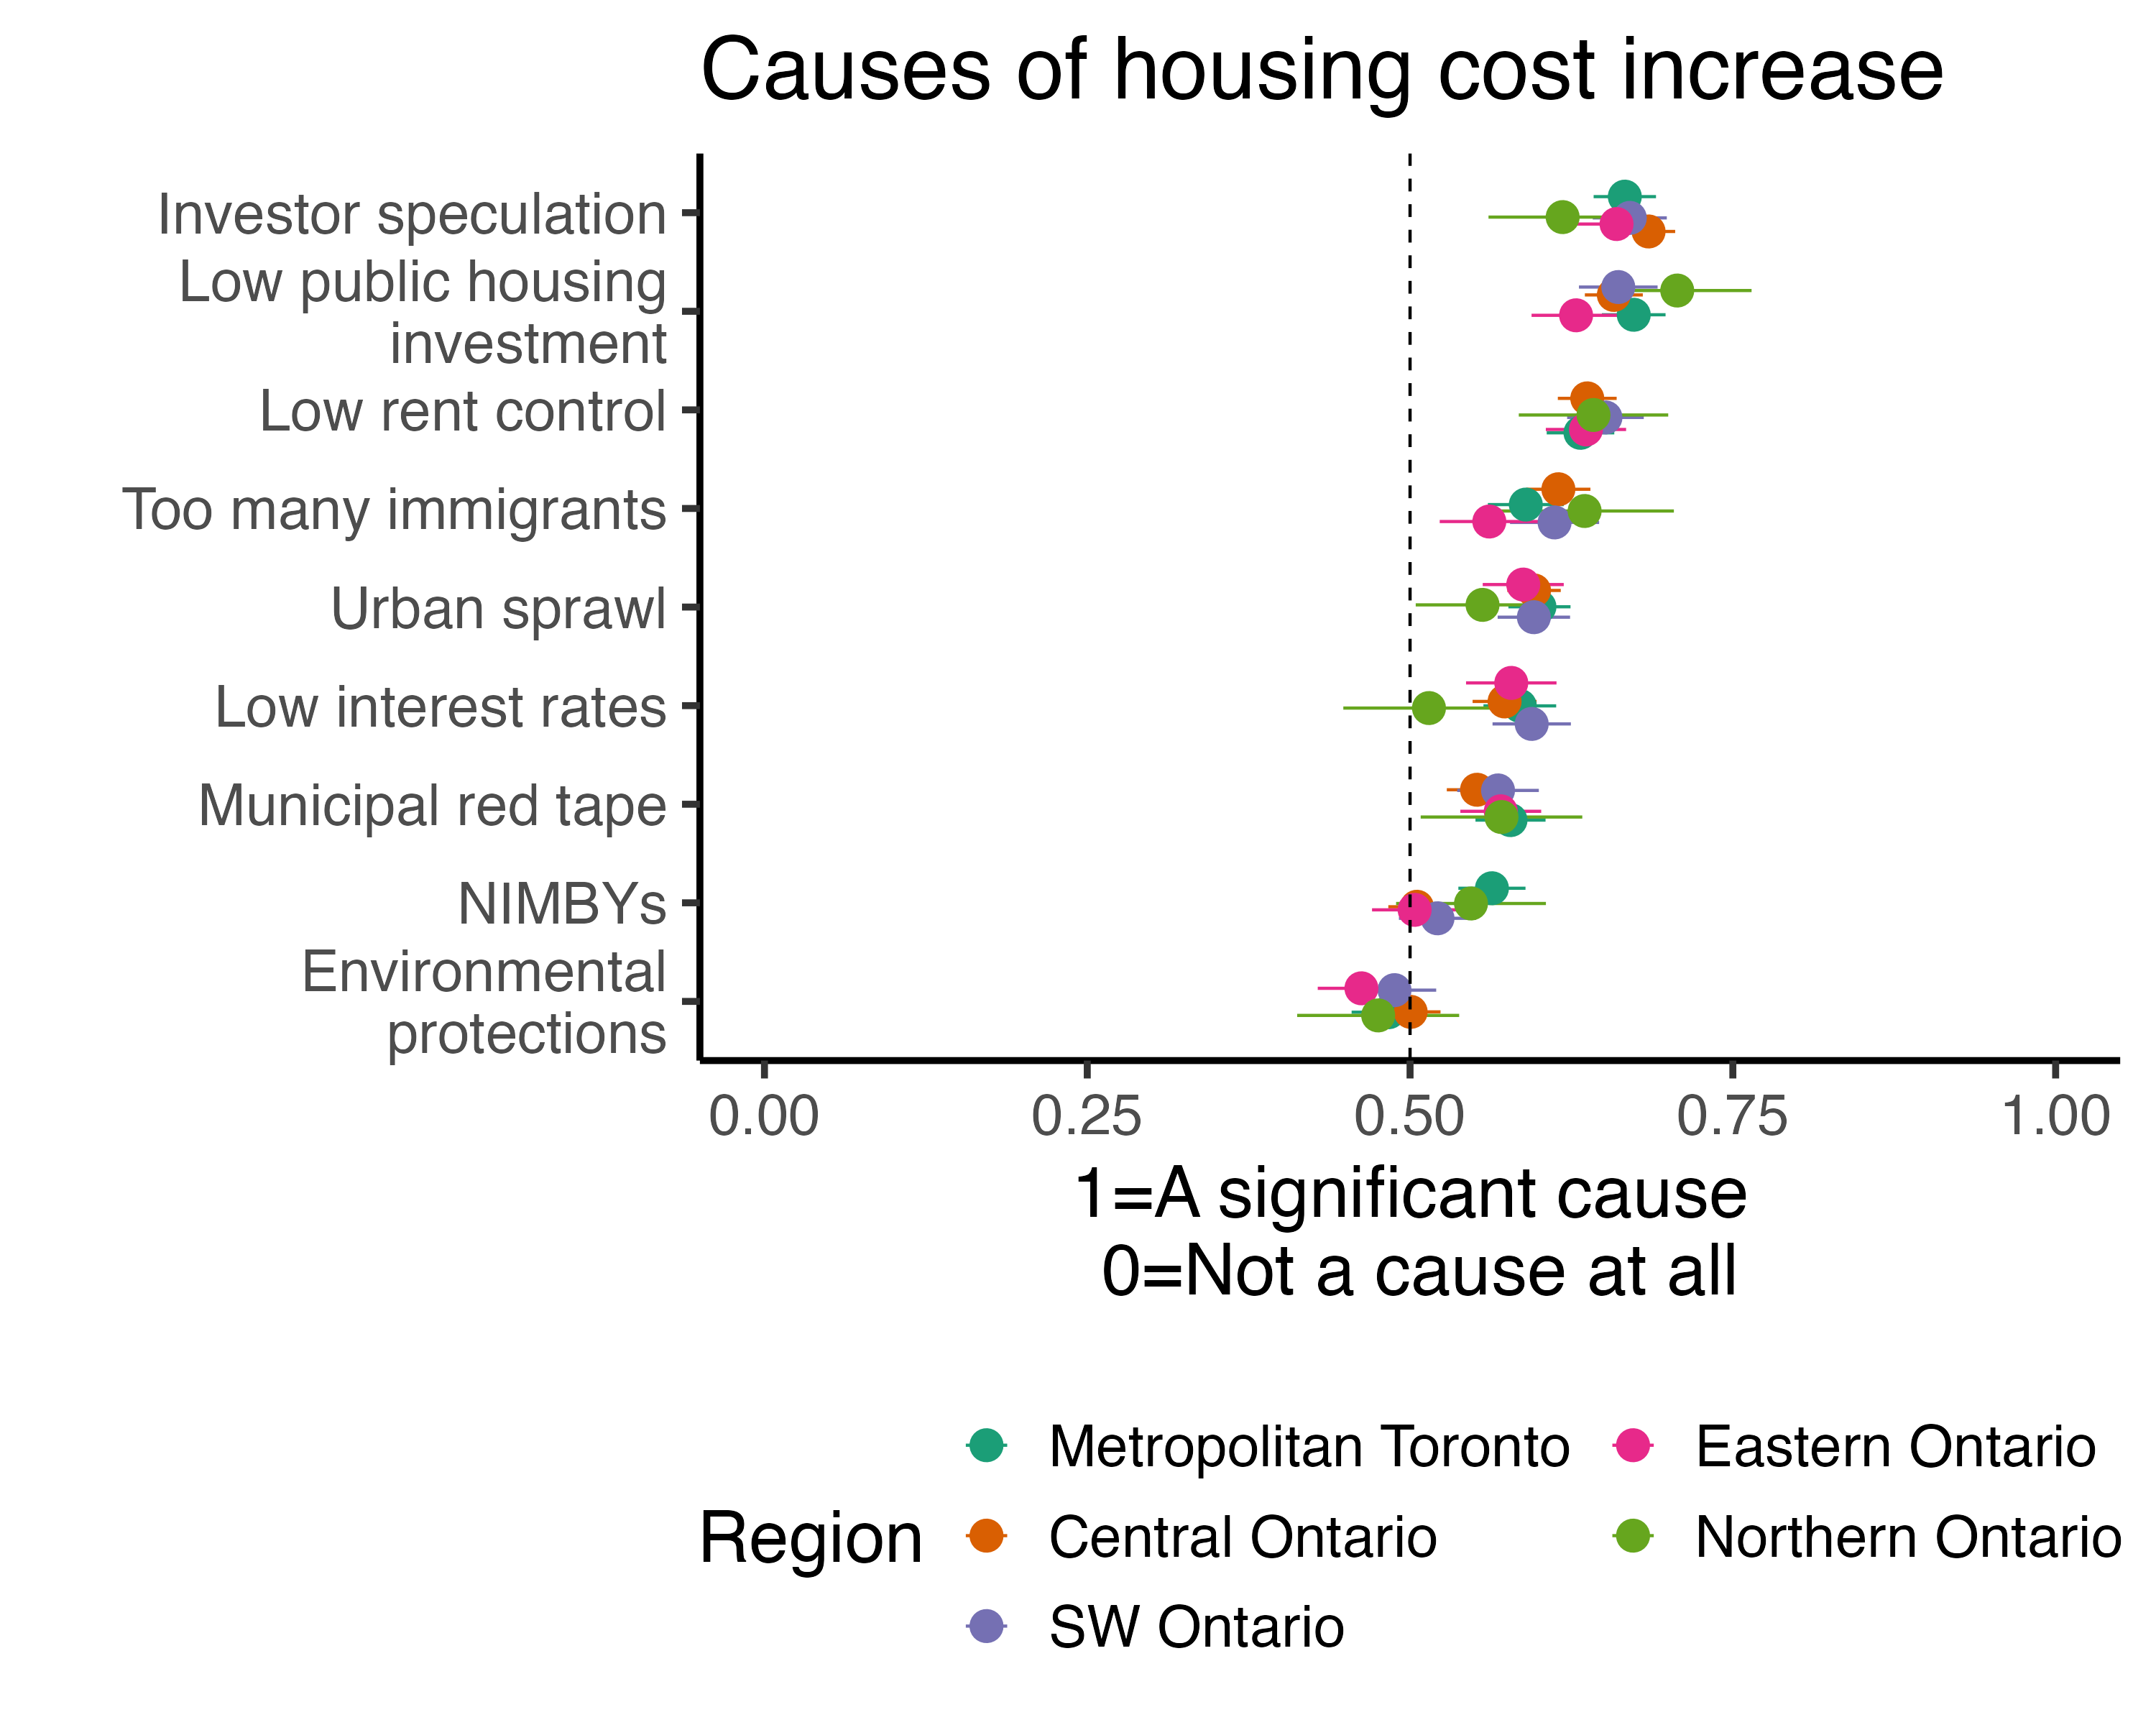 Causes of housing cost increase
Investor speculation
Low public housing
investment
Low rent control
Too many immigrants
Urban sprawl
Low interest rates
Municipal red tape
NIMBYs
Environmental
protections
0.00 0.25 0.50 0.75 1.00
1=A significant cause
0=Not a cause at all
Region
Metropolitan Toronto
Central Ontario
SW Ontario
Eastern Ontario
Northern Ontario